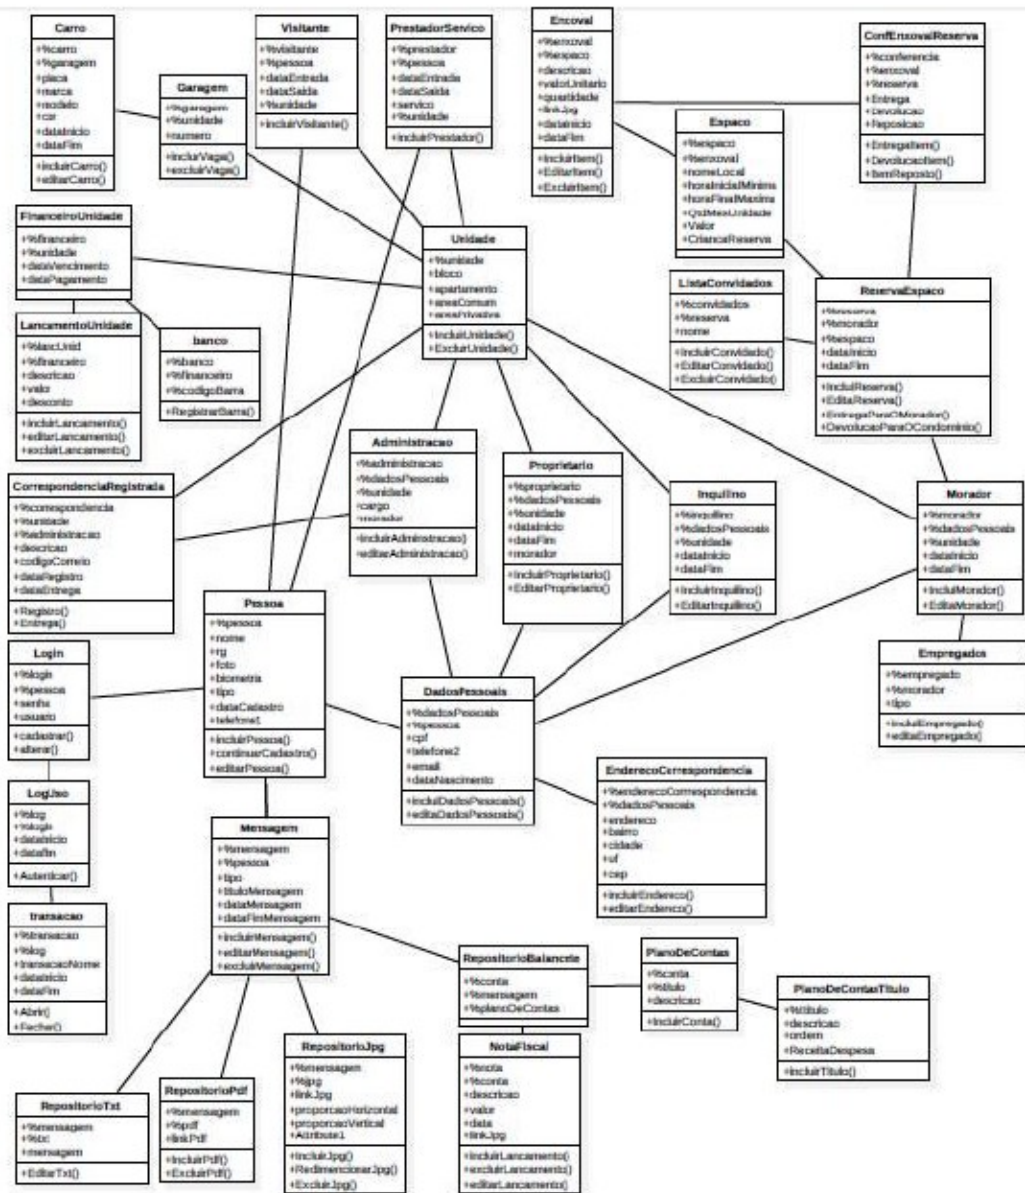 Carro
+%carro
+%garagem
+placa
+marca
+modelo
+cor
+dataInicio
+dataFim
+incluirCarro()
+editarCarro()
Garagem
+%garagem
+%unidade
+numero
+incluirVaga()
+excluirVaga()
Visitante
+%visitante
+%pessoa
+dataEntrada
+dataSaida
+%unidade
+incluirVisitante()
PrestadorServico
+%prestador
+%pessoa
+dataEntrada
+dataSaida
+servico
+%unidade
+incluirPrestador()
Encoval
+%enxoval
+%espaco
+descricao
+valorUnitario
+quantidade
+linkJpg
+dataInicio
+dataFim
+IncluirItem()
+EditarItem()
+ExcluirItem()
ConfEnxovalReserva
+%conferencia
+%enxoval
+%reserva
+Entrega
+Devolucao
+Reposicao
+EntregaItem()
+DevolucaoItem()
+ItemReposto()
Espaco
+%espaco
+%enxoval
+nomeLocal
+horaInicialMinima
+horaFinalMaxima
+QtdMesUnidade
+Valor
+CriancaReserva
FinanceiroUnidade
+%financeiro
+%unidade
+dataVencimento
+dataPagamento
Unidade
+%unidade
+bloco
+apartamento
+areaComum
+areaPrivativa
+IncluirUnidade()
+ExcluirUnidade()
ListaConvidados
+%convidados
+%reserva
+nome
+IncluirConvidado()
+EditarConvidado()
+ExcluirConvidado()
ReservaEspaco
+%reserva
+%morador
+%espaco
+dataInicio
+dataFim
+IncluiReserva()
+EditaReserva()
+EntregaParaOMorador()
+DevolucaoParaOCondominio()
LancamentoUnidade
+%lancUnid
+%financeiro
+descricao
+valor
+desconto
+incluirLancamento()
+editarLancamento()
+excluirLancamento()
banco
+%banco
+%financeiro
+%codigoBarra
+RegistrarBarra()
Administracao
+%administracao
+%dadosPessoais
+%unidade
+cargo
+morador
+incluirAdministracao()
+editarAdministracao()
Proprietario
+%proprietario
+%dadosPessoais
+%unidade
+dataInicio
+dataFim
+morador
+IncluirProprietario()
+EditarProprietario()
Inquilino
+%inquilino
+%dadosPessoais
+%unidade
+dataInicio
+dataFim
+IncluirInquilino()
+EditarInquilino()
Morador
+%morador
+%dadosPessoais
+%unidade
+dataInicio
+dataFim
+IncluiMorador()
+EditaMorador()
CorrespondenciaRegistrada
+%correspondencia
+%unidade
+%administracao
+descricao
+codigoCorreio
+dataRegistro
+dataEntrega
+Registro()
+Entrega()
Pessoa
+%pessoa
+nome
+rg
+foto
+biometria
+tipo
+dataCadastro
+telefone1
+incluirPessoa()
+continuarCadastro()
+editarPessoa()
Login
+%login
+%pessoa
+senha
+usuario
+cadastrar()
+alterar()
DadosPessoais
+%dadosPessoais
+%pessoa
+cpf
+telefone2
+email
+dataNascimento
+incluiDadosPessoais()
+editaDadosPessoais()
Empregados
+%empregado
+%morador
+tipo
+incluiEmpregado()
+editaEmpregado()
EnderecoCorrespondencia
+%enderecoCorrespondencia
+%dadosPessoais
+endereco
+bairro
+cidade
+uf
+cep
+incluirEndereco()
+editarEndereco()
LogUso
+%log
+%login
+dataInicio
+datafim
+Autenticar()
Mensagem
+%mensagem
+%pessoa
+tipo
+tituloMensagem
+dataMensagem
+dataFimMensagem
+incluirMensagem()
+editarMensagem()
+excluirMensagem()
transacao
+%transacao
+%log
+transacaoNome
+dataInicio
+dataFim
+Abrir()
+Fechar()
RepositorioBalancete
+%conta
+%mensagem
+%planoDeContas
PlanoDeContas
+%conta
+%titulo
+descricao
+IncluirConta()
PlanoDeContasTitulo
+%titulo
+descricao
+ordem
+ReceitaDespesa
+incluirTitulo()
RepositorioTxt
+%mensagem
+%txt
+mensagem
+EditarTxt()
RepositorioPdf
+%mensagem
+%pdf
+linkPdf
+IncluirPdf()
+ExcluirPdf()
RepositorioJpg
+%mensagem
+%jpg
+linkJpg
+proporcaoHorizontal
+proporcaoVertical
+Attribute1
+IncluirJpg()
+RedimencionarJpg()
+ExcluirJpg()
NotaFiscal
+%nota
+%conta
+descricao
+valor
+data
+linkJpg
+incluirLancamento()
+excluirLancamento()
+editarLancamento()